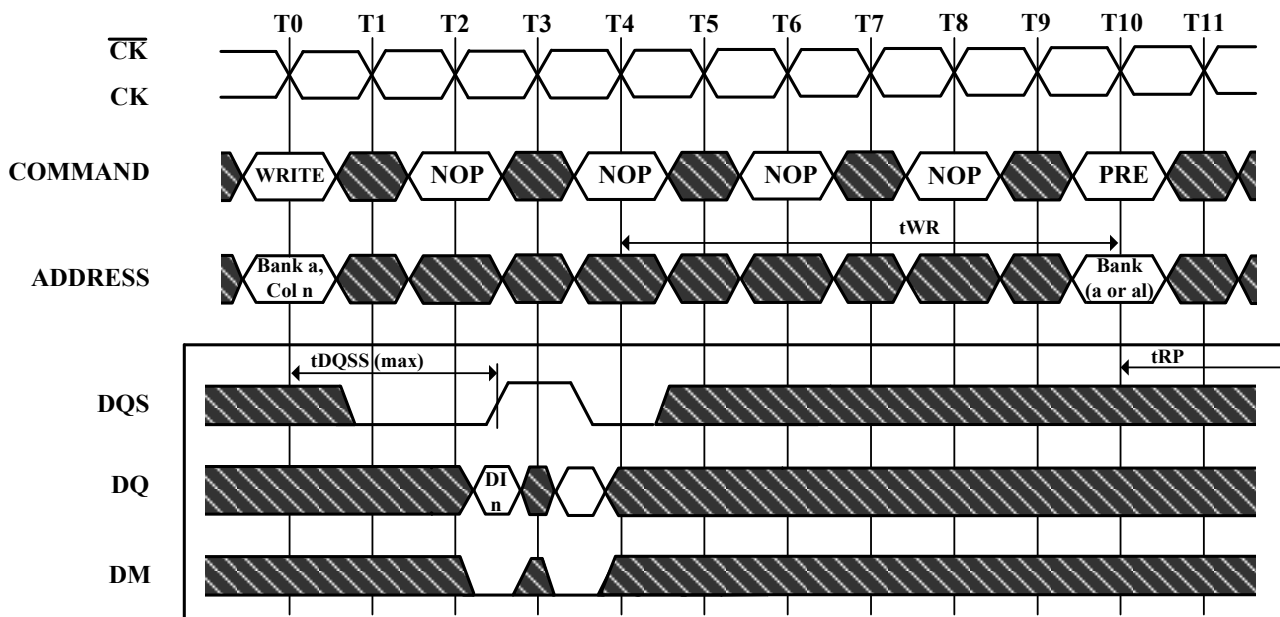 T0 T1 T2 T3 T4 T5 T6 T7 T8 T9 T10 T11
CK
CK
COMMAND WRITE NOP NOP NOP NOP PRE
tWR
ADDRESS Bank a, Col n Bank (a or al)
tDQSS (max) tRP
DQS
DQ DI n
DM